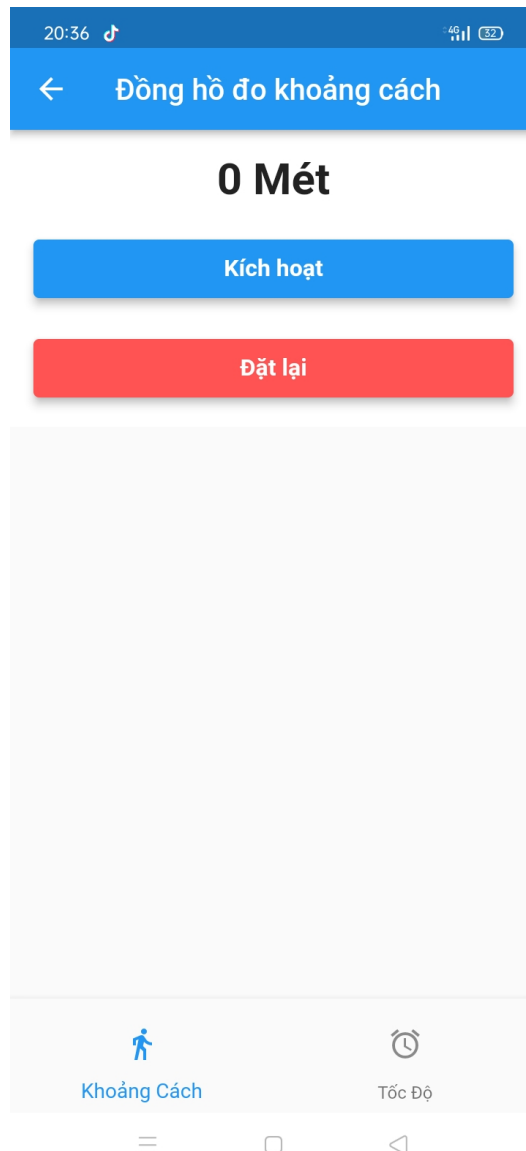 20:36 4G 32
Đồng hồ đo khoảng cách
0 Mét
Kích hoạt
Đặt lại
Khoảng Cách Tốc Độ